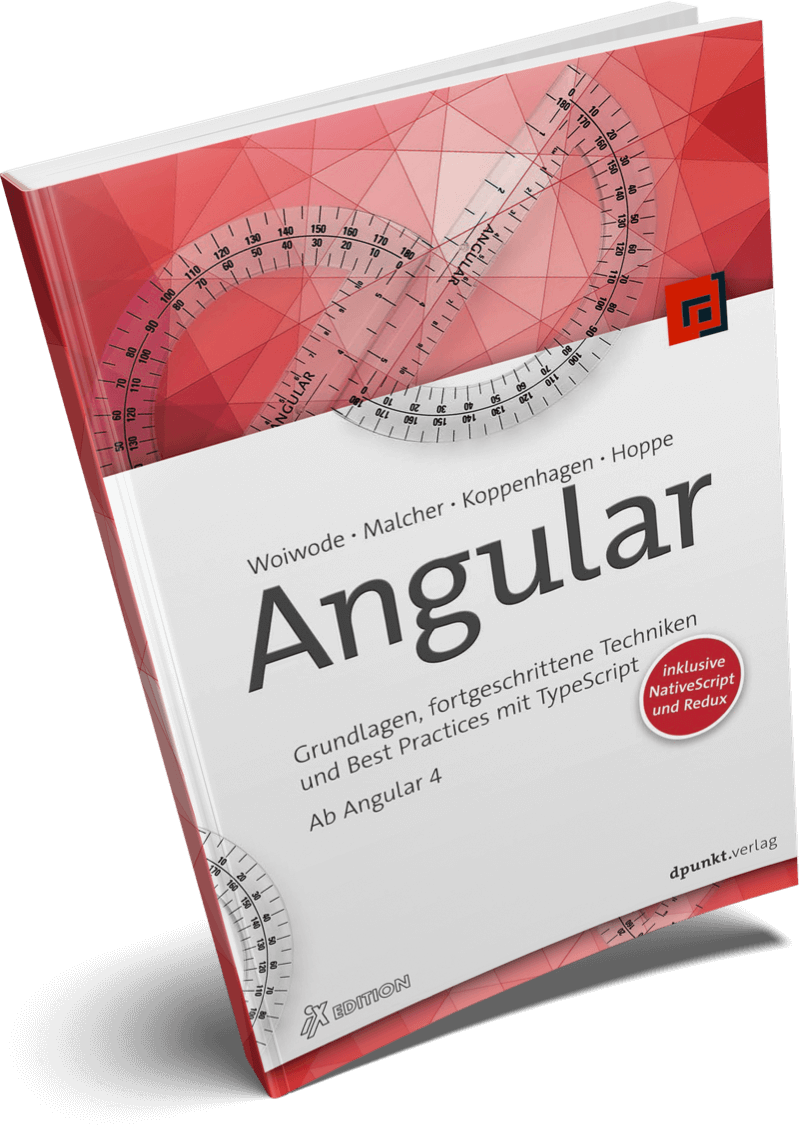 ANGULAR
ANGULAR
Woiwode · Malcher · Koppenhagen · Hoppe
Angular
Grundlagen, fortgeschrittene Techniken
und Best Practices mit TypeScript
Ab Angular 4
inklusive
NativeScript
und Redux
dpunkt.verlag
iX EDITION